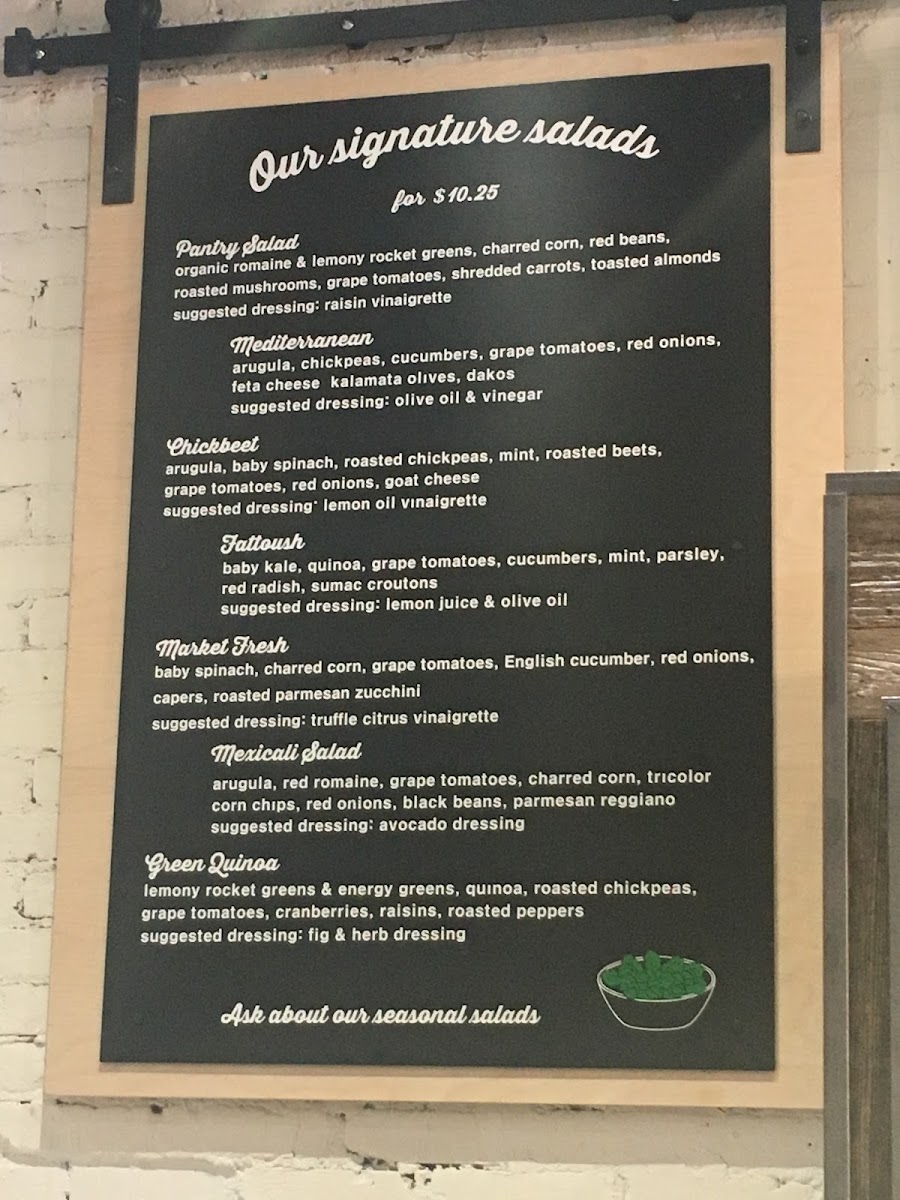 Our signature salads
for $10.25
Pantry Salad
organic romaine & lemony rocket greens, charred corn, red beans,
roasted mushrooms, grape tomatoes, shredded carrots, toasted almonds
suggested dressing: raisin vinaigrette
Mediterranean
arugula, chickpeas, cucumbers, grape tomatoes, red onions,
feta cheese kalamata olives, dakos
suggested dressing: olive oil & vinegar
Chickbeet
arugula, baby spinach, roasted chickpeas, mint, roasted beets,
grape tomatoes, red onions, goat cheese
suggested dressing: lemon oil vinaigrette
Fattoush
baby kale, quinoa, grape tomatoes, cucumbers, mint, parsley,
red radish, sumac croutons
suggested dressing: lemon juice & olive oil
Market Fresh
baby spinach, charred corn, grape tomatoes, English cucumber, red onions,
capers, roasted parmesan zucchini
suggested dressing: truffle citrus vinaigrette
Mexicali Salad
arugula, red romaine, grape tomatoes, charred corn, tricolor
corn chips, red onions, black beans, parmesan reggiano
suggested dressing: avocado dressing
Green Quinoa
lemony rocket greens & energy greens, quinoa, roasted chickpeas,
grape tomatoes, cranberries, raisins, roasted peppers
suggested dressing: fig & herb dressing
Ask about our seasonal salads